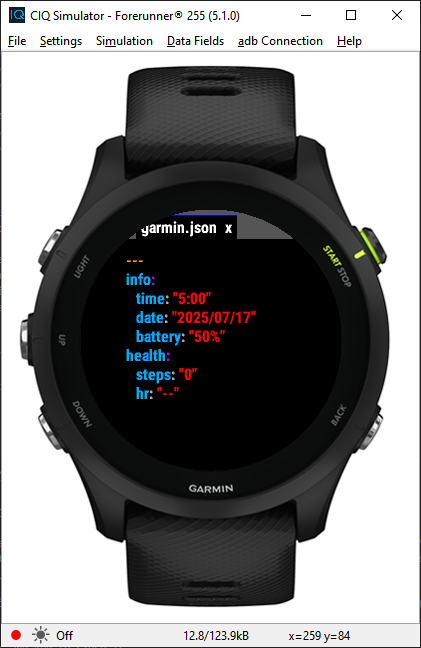 CIQ Simulator - Forerunner® 255 (5.1.0)
File Settings Simulation Data Fields adb Connection Help
garmin.json x
---
info:
time: "5:00"
date: "2025/07/17"
battery: "50%"
health:
steps: "0"
hr: "--"
LIGHT
UP
DOWN
START STOP
BACK
GARMIN
Off 12.8/123.9kB x=259 y=84